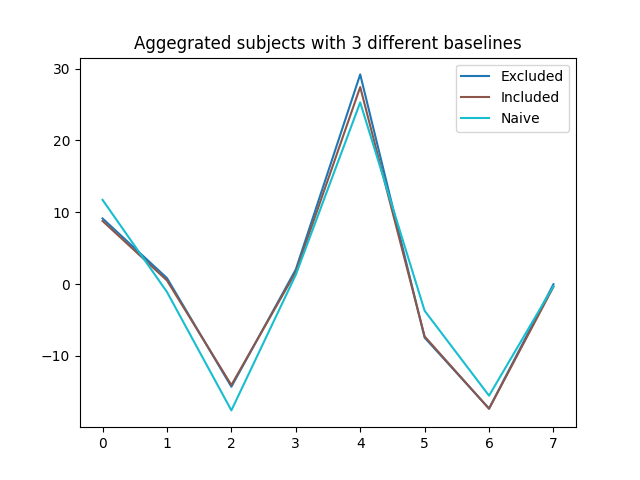 Aggegrated subjects with 3 different baselines
30
20
10
0
−10
0 1 2 3 4 5 6 7
Excluded
Included
Naive